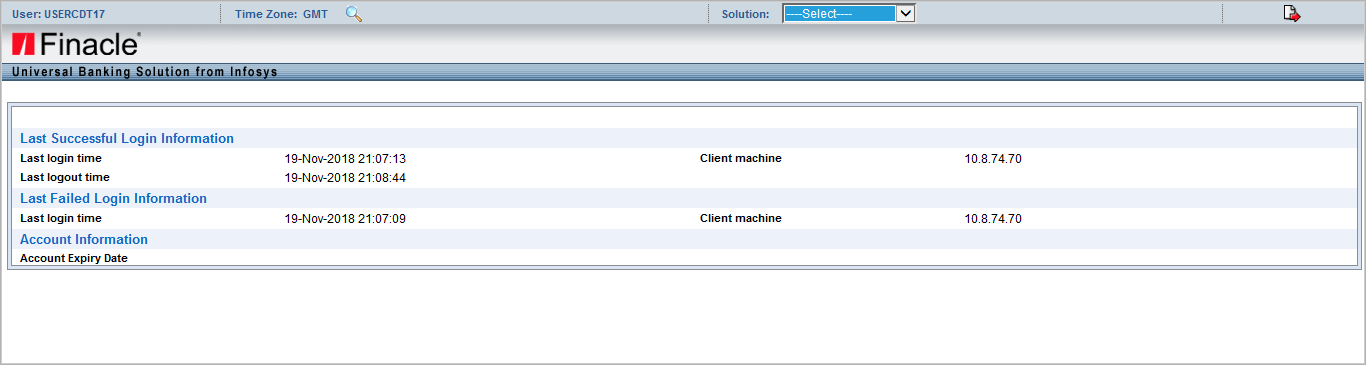 User: USERCDT17 Time Zone: GMT Solution: ----Select----
Finacle®
Universal Banking Solution from Infosys
Last Successful Login Information
Last login time 19-Nov-2018 21:07:13 Client machine 10.8.74.70
Last logout time 19-Nov-2018 21:08:44
Last Failed Login Information
Last login time 19-Nov-2018 21:07:09 Client machine 10.8.74.70
Account Information
Account Expiry Date